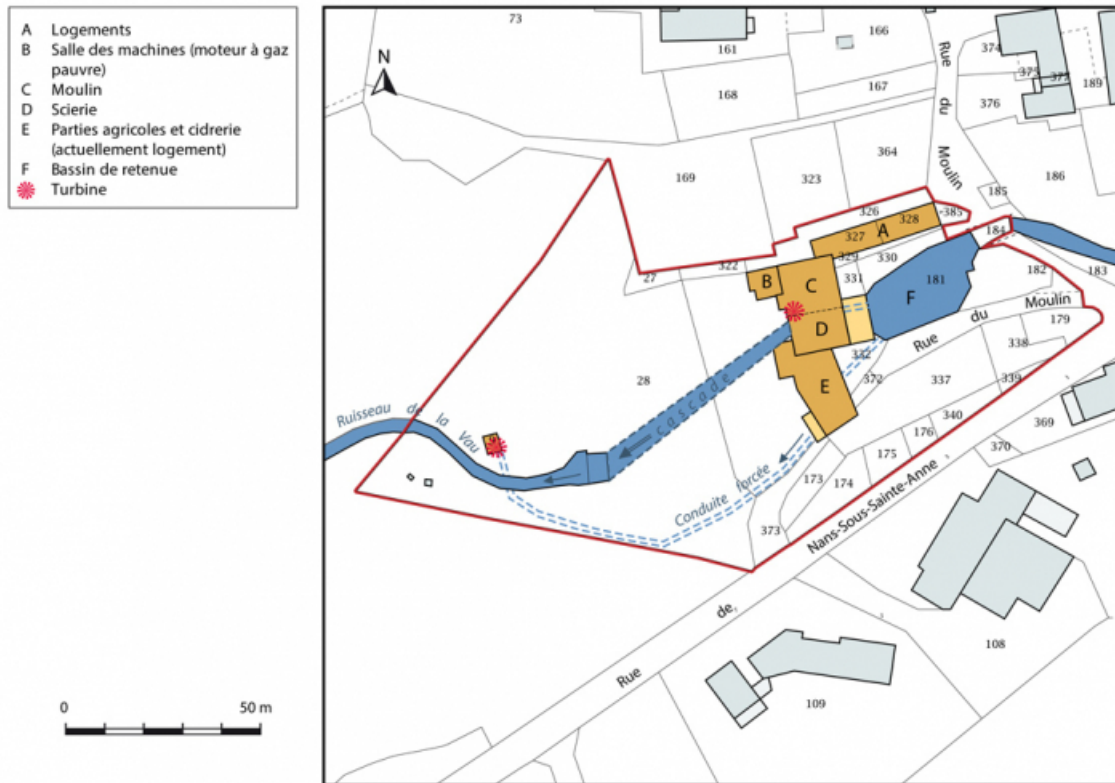 A Logements
B Salle des machines (moteur à gaz
pauvre)
C Moulin
D Scierie
E Parties agricoles et cidrerie
(actuellement logement)
F Bassin de retenue
Turbine
0 50 m
N
73
161
166
168
167
Rue du Moulin
374
375
377
189
376
169
323
364
185
186
326
385
328
A
327
184
329
330
322
27
B
C
331
181
F
182
183
Rue du Moulin
179
D
332
338
372
337
339
28
E
cascade
340
369
176
370
Ruisseau de la Vau
175
173
174
Conduite forcée
373
Rue de Nans-Sous-Sainte-Anne
108
109